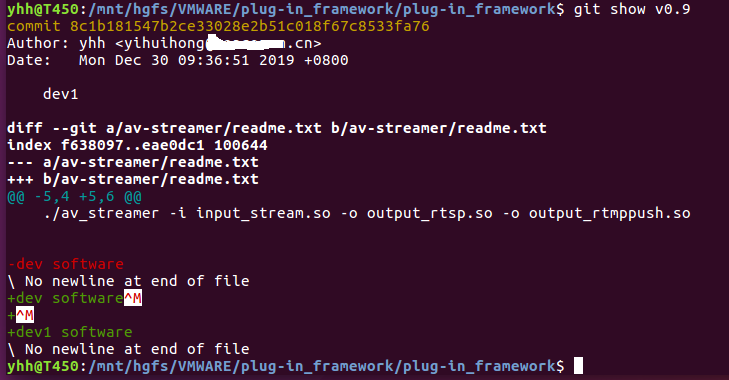 yhh@T450:/mnt/hgfs/VMWARE/plug-in_framework/plug-in_framework$ git show v0.9
commit 8c1b181547b2ce33028e2b51c018f67c8533fa76
Author: yhh <yihuihong .cn>
Date:   Mon Dec 30 09:36:51 2019 +0800
    dev1
diff --git a/av-streamer/readme.txt b/av-streamer/readme.txt
index f638097..eae0dc1 100644
--- a/av-streamer/readme.txt
+++ b/av-streamer/readme.txt
@@ -5,4 +5,6 @@
    ./av_streamer -i input_stream.so -o output_rtsp.so -o output_rtmppush.so
-dev software
\ No newline at end of file
+dev software^M
+^M
+dev1 software
\ No newline at end of file
yhh@T450:/mnt/hgfs/VMWARE/plug-in_framework/plug-in_framework$